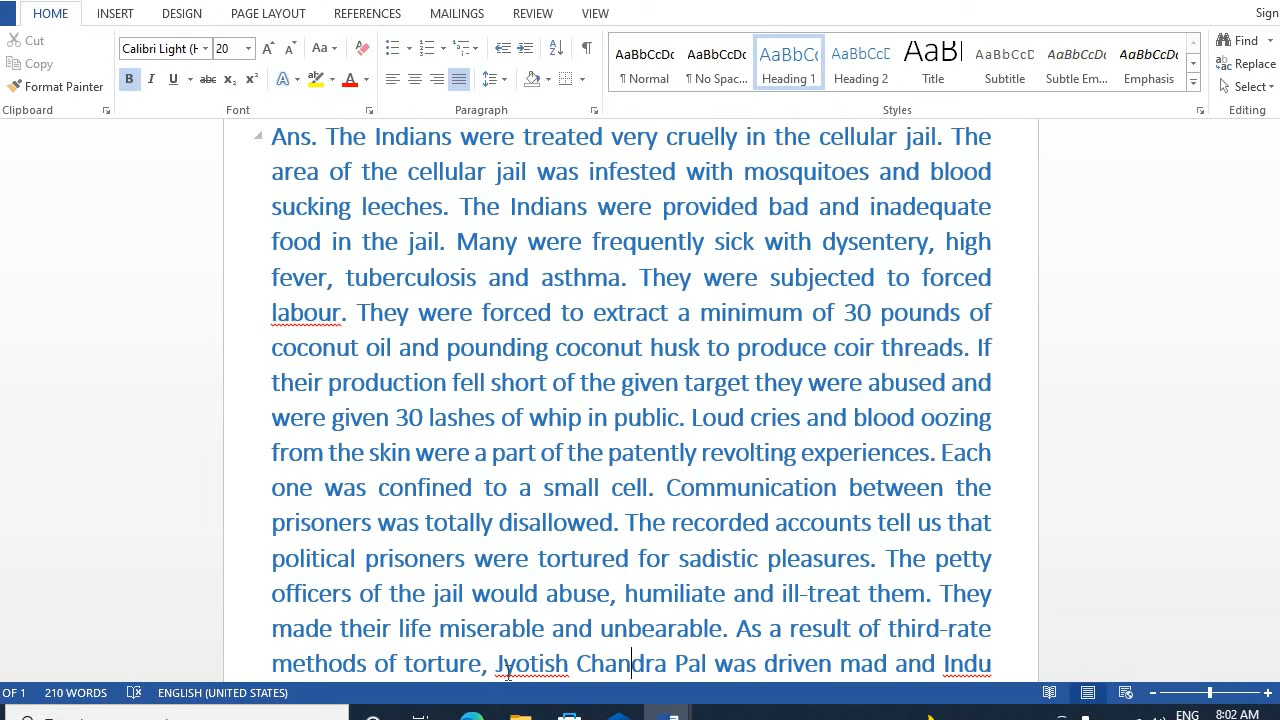 HOME INSERT DESIGN PAGE LAYOUT REFERENCES MAILINGS REVIEW VIEW Sign
Cut
Copy
Format Painter
Clipboard
Calibri Light (H 20
Font
Paragraph
AaBbCcDc AaBbCcDc AaBbC AaBbCcD AaB AaBbCcD AaBbCcDc AaBbCcDc
¶ Normal ¶ No Spac... Heading 1 Heading 2 Title Subtitle Subtle Em... Emphasis
Styles
Find
Replace
Select
Editing
Ans. The Indians were treated very cruelly in the cellular jail. The
area of the cellular jail was infested with mosquitoes and blood
sucking leeches. The Indians were provided bad and inadequate
food in the jail. Many were frequently sick with dysentery, high
fever, tuberculosis and asthma. They were subjected to forced
labour. They were forced to extract a minimum of 30 pounds of
coconut oil and pounding coconut husk to produce coir threads. If
their production fell short of the given target they were abused and
were given 30 lashes of whip in public. Loud cries and blood oozing
from the skin were a part of the patently revolting experiences. Each
one was confined to a small cell. Communication between the
prisoners was totally disallowed. The recorded accounts tell us that
political prisoners were tortured for sadistic pleasures. The petty
officers of the jail would abuse, humiliate and ill-treat them. They
made their life miserable and unbearable. As a result of third-rate
methods of torture, Jyotish Chandra Pal was driven mad and Indu
OF 1 210 WORDS ENGLISH (UNITED STATES)
ENG 8:02 AM